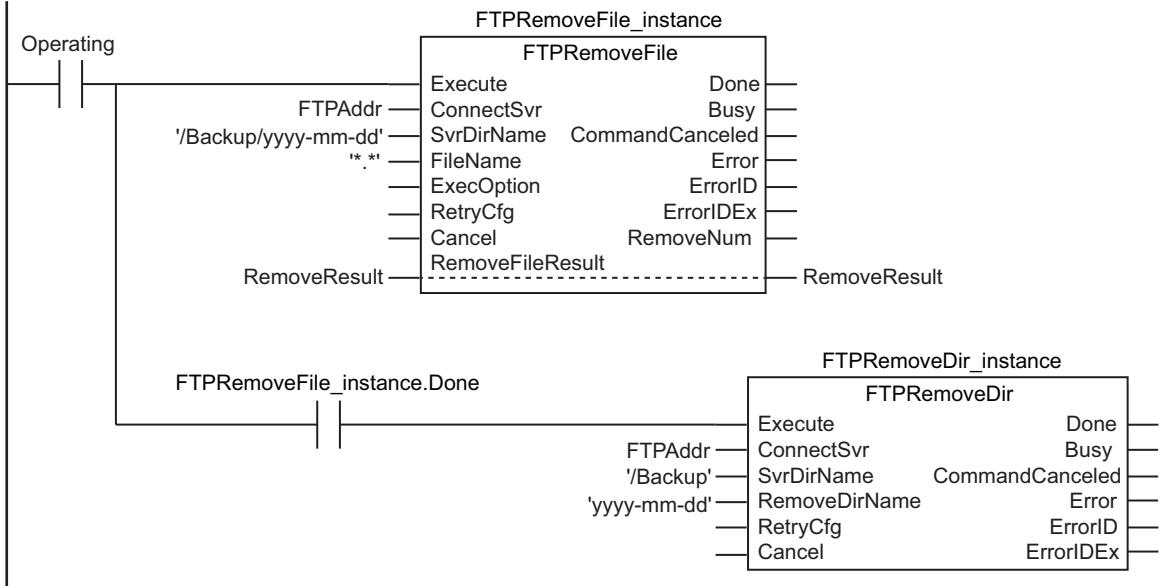 FTPRemoveFile_instance
Operating
FTPRemoveFile
Execute Done
FTPAddr ConnectSvr Busy
'/Backup/yyyy-mm-dd' SvrDirName CommandCanceled
'*.*' FileName Error
ExecOption ErrorID
RetryCfg ErrorIDEx
Cancel RemoveNum
RemoveFileResult
RemoveResult RemoveResult
FTPRemoveDir_instance
FTPRemoveFile_instance.Done
FTPRemoveDir
Execute Done
FTPAddr ConnectSvr Busy
'/Backup' SvrDirName CommandCanceled
'yyyy-mm-dd' RemoveDirName Error
RetryCfg ErrorID
Cancel ErrorIDEx